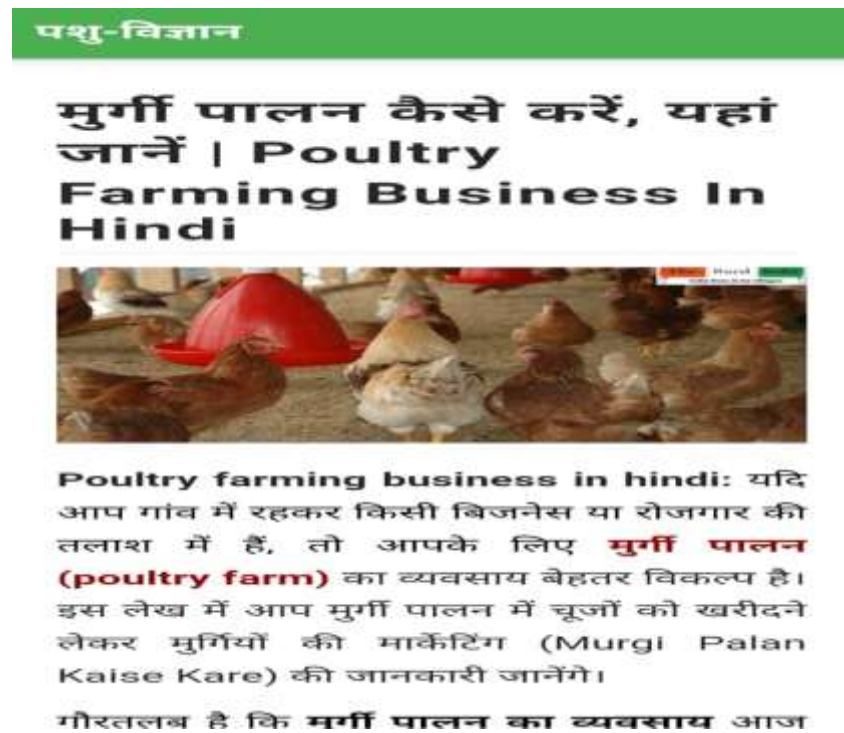 पशु-विज्ञान
मुर्गी पालन कैसे करें, यहां
जानें | Poultry
Farming Business In
Hindi
Rural
Poultry farming business in hindi: यदि
आप गांव में रहकर किसी बिजनेस या रोजगार की
तलाश में हैं, तो आपके लिए मुर्गी पालन
(poultry farm) का व्यवसाय बेहतर विकल्प है।
इस लेख में आप मुर्गी पालन में चूजों को खरीदने
लेकर मुर्गियों की मार्केटिंग (Murgi Palan
Kaise Kare) की जानकारी जानेंगे।
गौरतलब है कि मुर्गी पालन का व्यवसाय आज